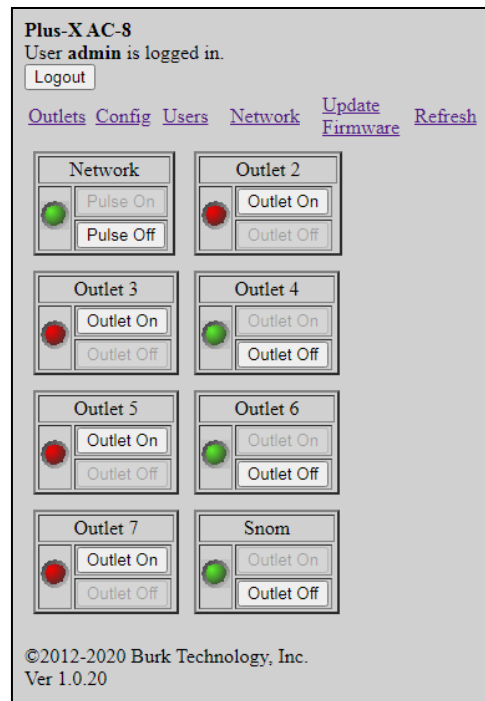 Plus-X AC-8
User admin is logged in.
Logout
Outlets Config Users Network Update Firmware Refresh
Network
Pulse On
Pulse Off
Outlet 2
Outlet On
Outlet Off
Outlet 3
Outlet On
Outlet Off
Outlet 4
Outlet On
Outlet Off
Outlet 5
Outlet On
Outlet Off
Outlet 6
Outlet On
Outlet Off
Outlet 7
Outlet On
Outlet Off
Snom
Outlet On
Outlet Off
©2012-2020 Burk Technology, Inc.
Ver 1.0.20